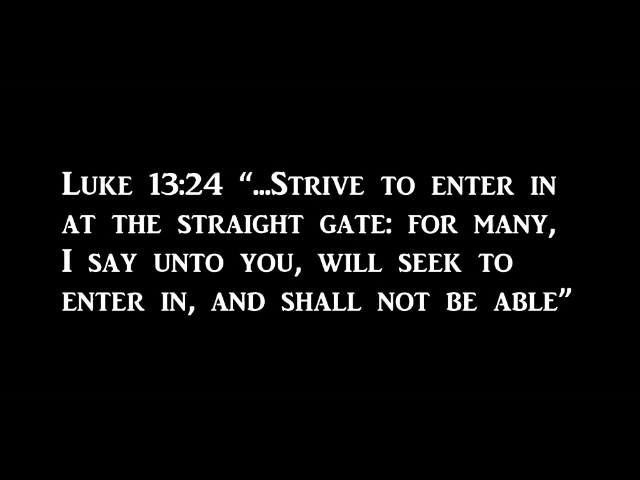 Luke 13:24 “...Strive to enter in
at the straight gate: for many,
I say unto you, will seek to
enter in, and shall not be able”